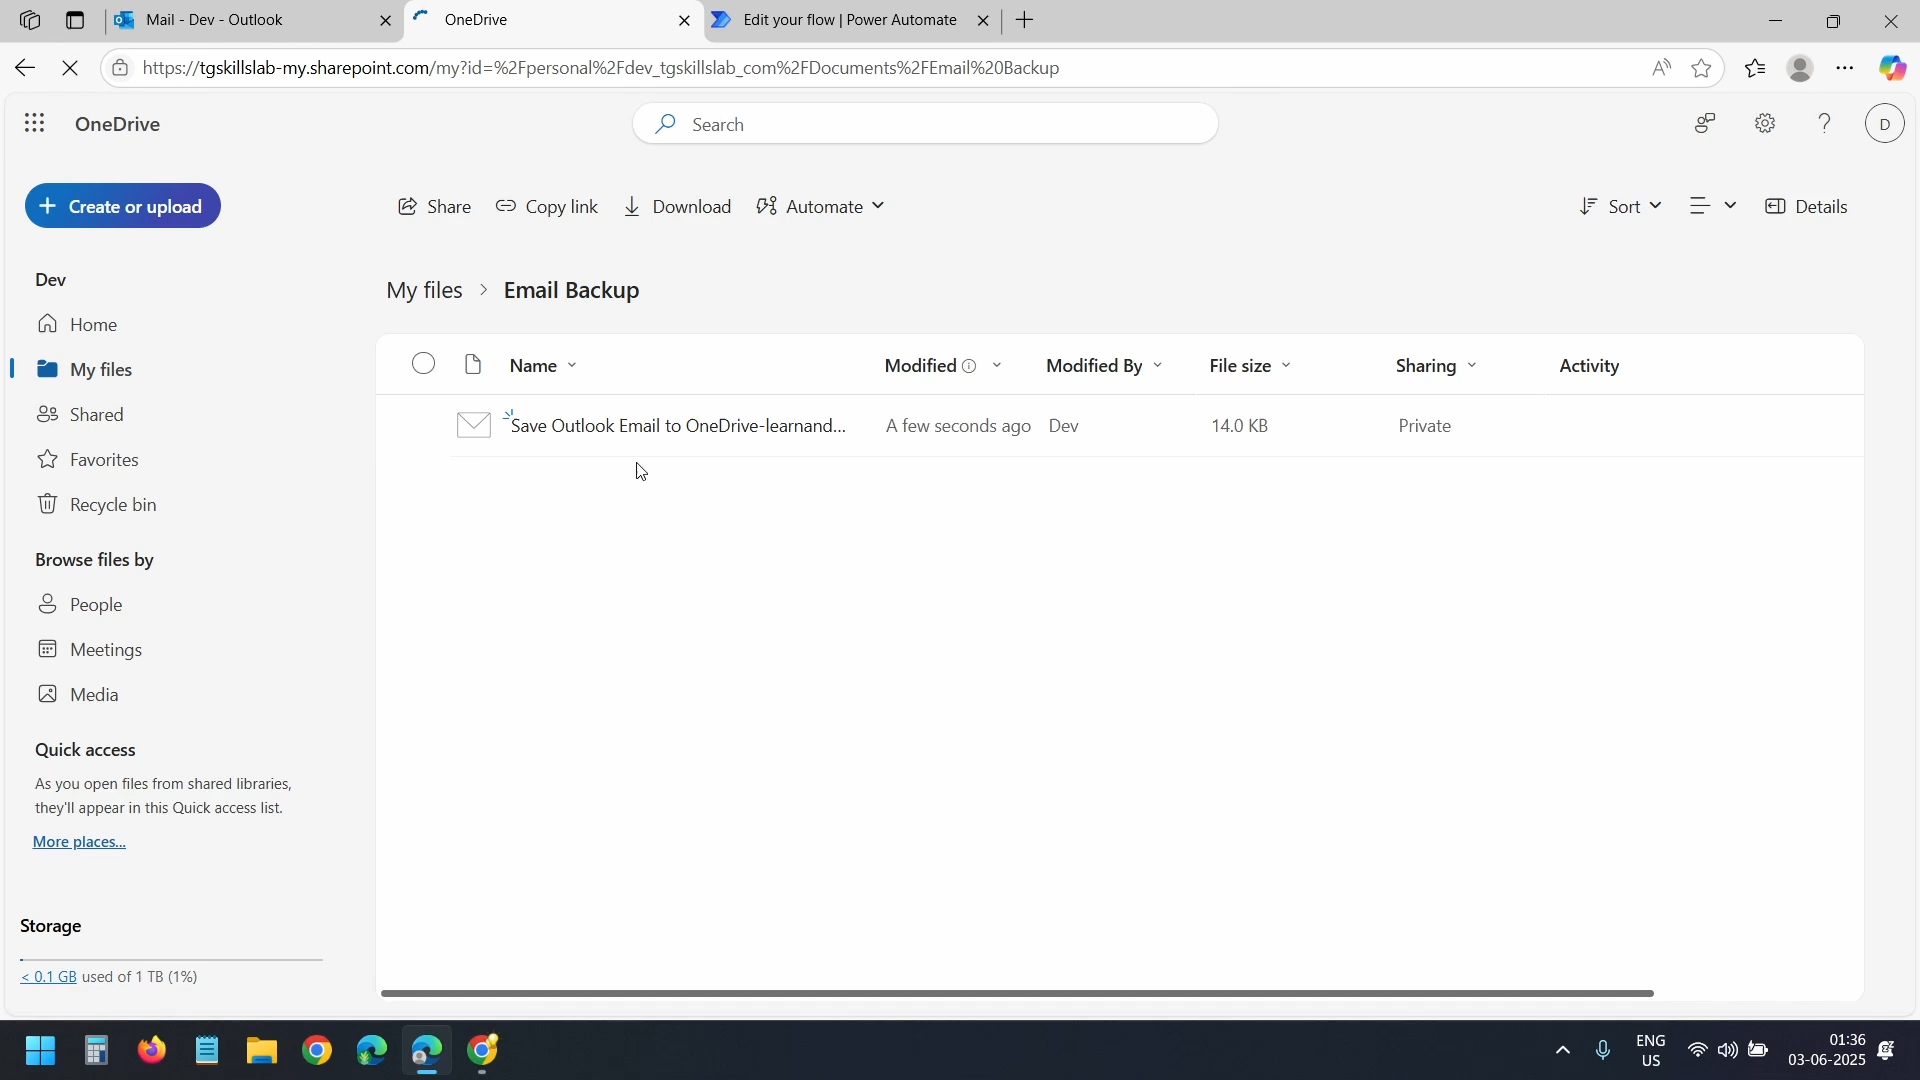 Mail - Dev - Outlook
OneDrive
Edit your flow | Power Automate
https://tgskillslab-my.sharepoint.com/my?id=%2Fpersonal%2Fdev_tgskillslab_com%2FDocuments%2FEmail%20Backup
OneDrive
Search
D
Create or upload
Share
Copy link
Download
Automate
Sort
Details
Dev
Home
My files
Shared
Favorites
Recycle bin
Browse files by
People
Meetings
Media
Quick access
As you open files from shared libraries,
they'll appear in this Quick access list.
More places...
Storage
< 0.1 GB used of 1 TB (1%)
My files > Email Backup
Name Modified Modified By File size Sharing Activity
Save Outlook Email to OneDrive-learnand... A few seconds ago Dev 14.0 KB Private
ENG
US
01:36
03-06-2025